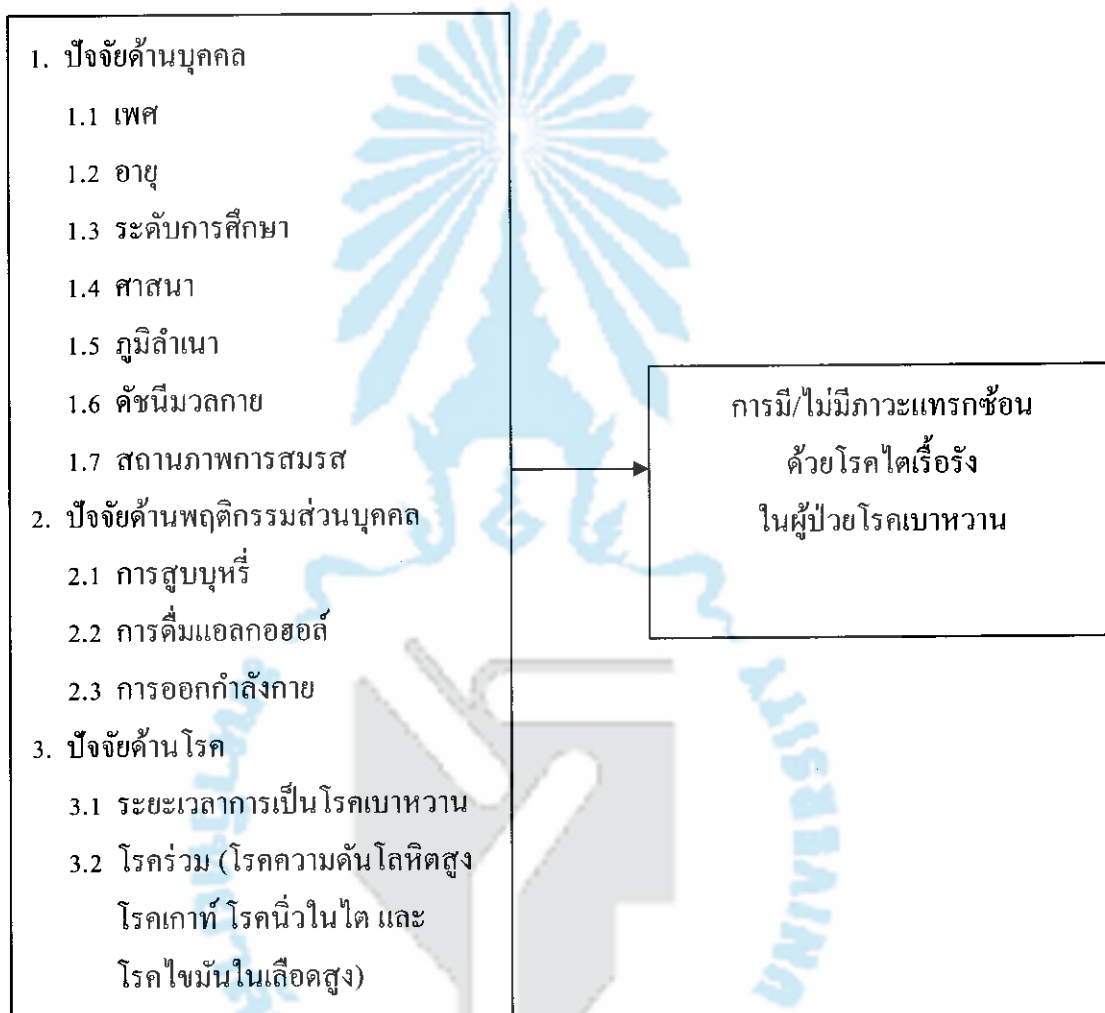 1. ปัจจัยด้านบุคคล
1.1 เพศ
1.2 อายุ
1.3 ระดับการศึกษา
1.4 ศาสนา
1.5 ภูมิลำเนา
1.6 ดัชนีมวลกาย
1.7 สถานภาพการสมรส
2. ปัจจัยด้านพฤติกรรมส่วนบุคคล
2.1 การสูบบุหรี่
2.2 การดื่มแอลกอฮอล์
2.3 การออกกำลังกาย
3. ปัจจัยด้านโรค
3.1 ระยะเวลาการเป็นโรคเบาหวาน
3.2 โรคร่วม (โรคความดันโลหิตสูง
โรคเกาท์ โรคนิ่วในไต และ
โรคไขมันในเลือดสูง)
การมี/ไม่มีภาวะแทรกซ้อน
ด้วยโรคไตเรื้อรัง
ในผู้ป่วยโรคเบาหวาน
UNIVERSITY